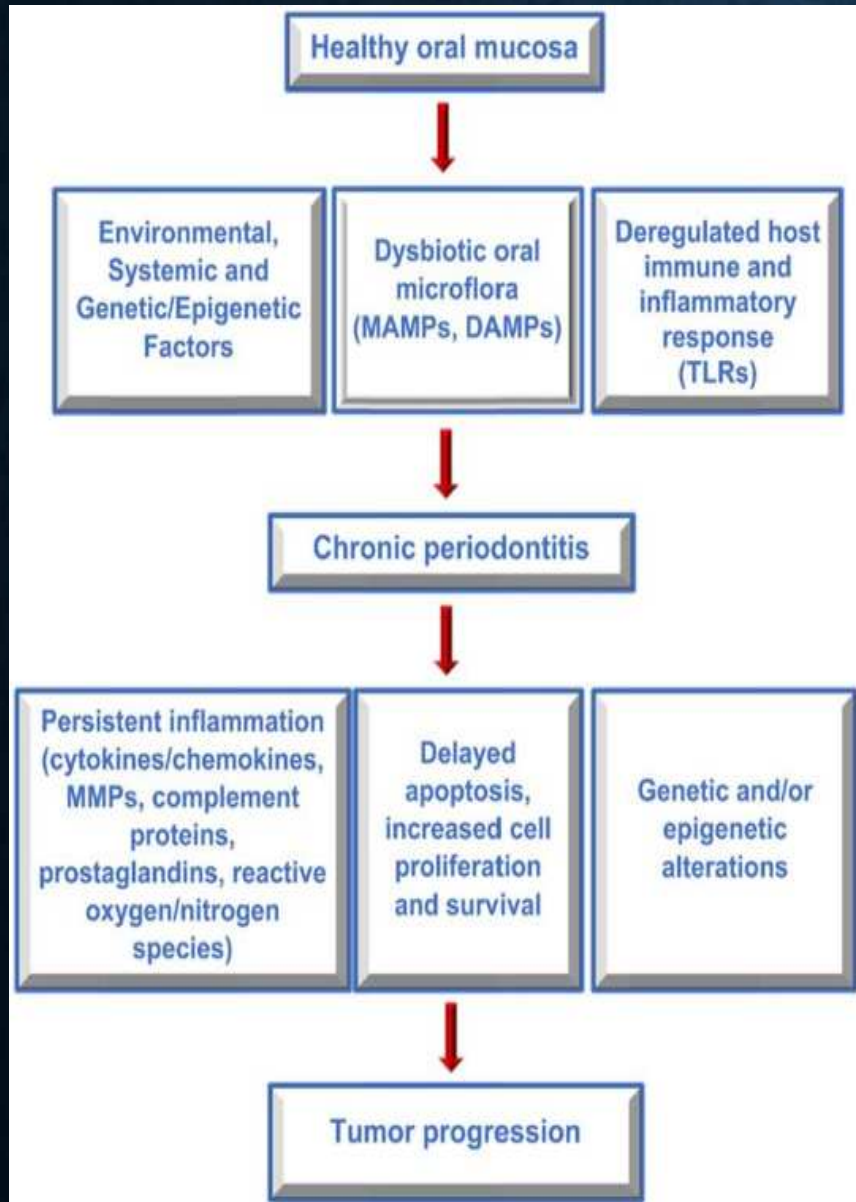 Healthy oral mucosa
Environmental,
Systemic and
Genetic/Epigenetic
Factors
Dysbiotic oral
microflora
(MAMPs, DAMPs)
Deregulated host
immune and
inflammatory
response
(TLRs)
Chronic periodontitis
Persistent inflammation
(cytokines/chemokines,
MMPs, complement
proteins,
prostaglandins, reactive
oxygen/nitrogen
species)
Delayed
apoptosis,
increased cell
proliferation
and survival
Genetic and/or
epigenetic
alterations
Tumor progression